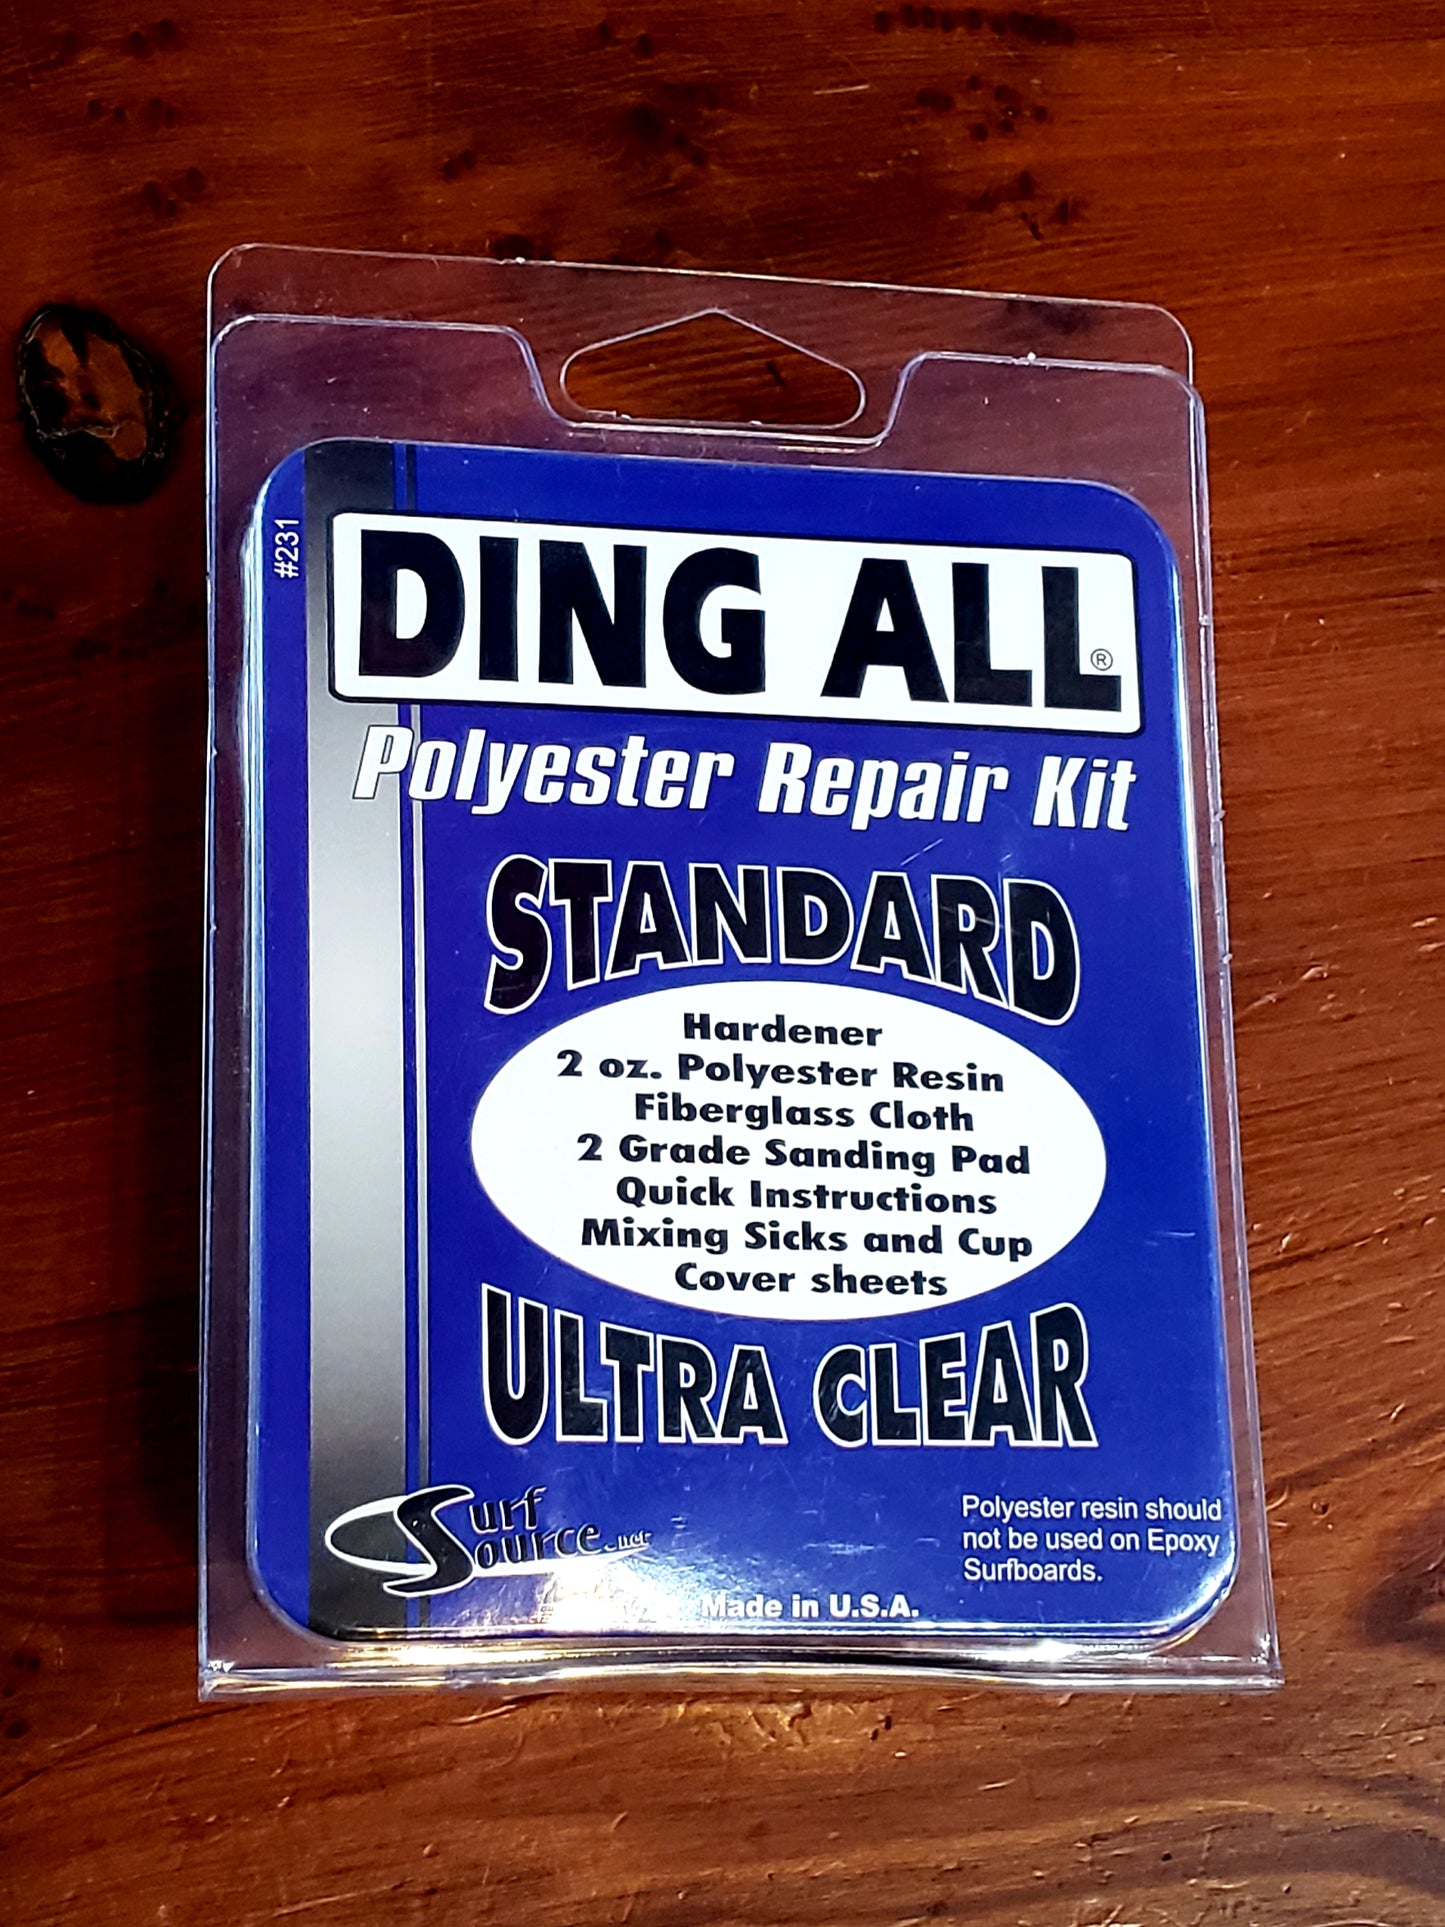 #231
DING ALL®
Polyester Repair Kit
STANDARD
Hardener
2 oz. Polyester Resin
Fiberglass Cloth
2 Grade Sanding Pad
Quick Instructions
Mixing Sicks and Cup
Cover sheets
ULTRA CLEAR
Surf
Source.net
Polyester resin should
not be used on Epoxy
Surfboards.
Made in U.S.A.